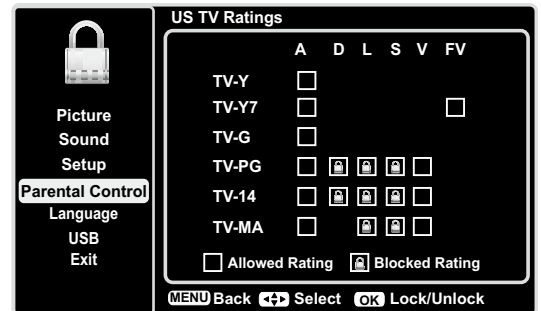 US TV Ratings
A D L S V FV
TV-Y
TV-Y7
TV-G
TV-PG
TV-14
TV-MA
Allowed Rating Blocked Rating
Picture
Sound
Setup
Parental Control
Language
USB
Exit
MENU Back Select OK Lock/Unlock